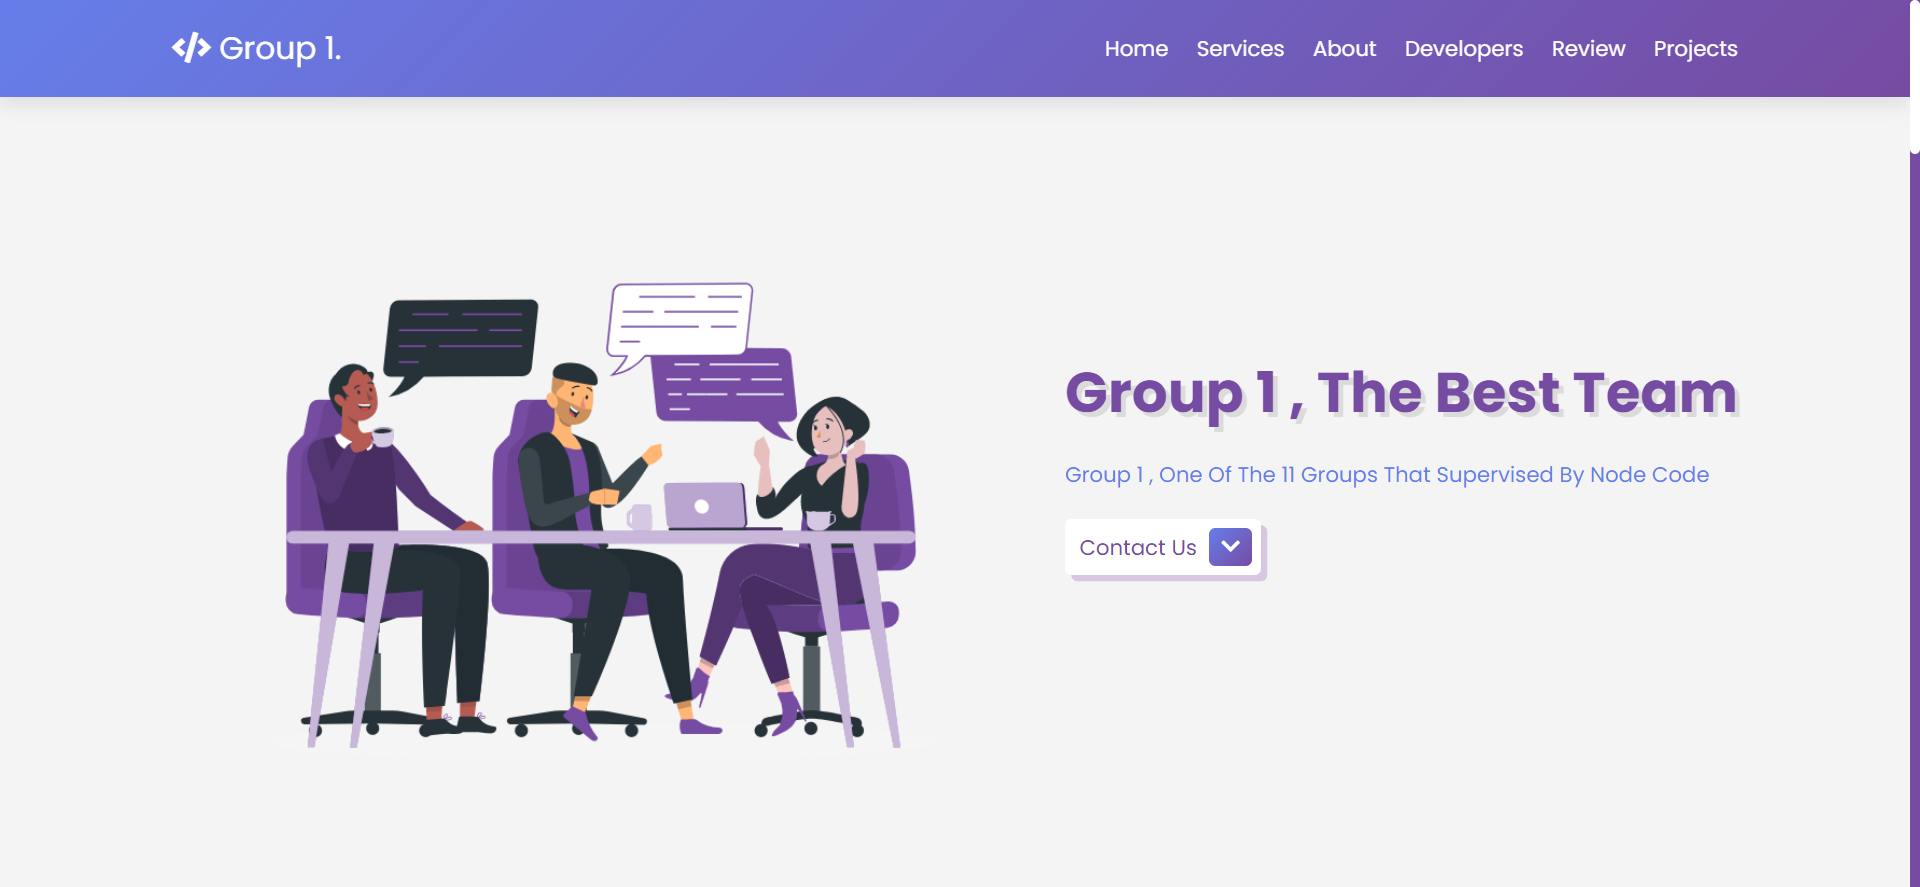 Group 1.
Home Services About Developers Review Projects
Group 1 , The Best Team
Group 1 , One Of The 11 Groups That Supervised By Node Code
Contact Us